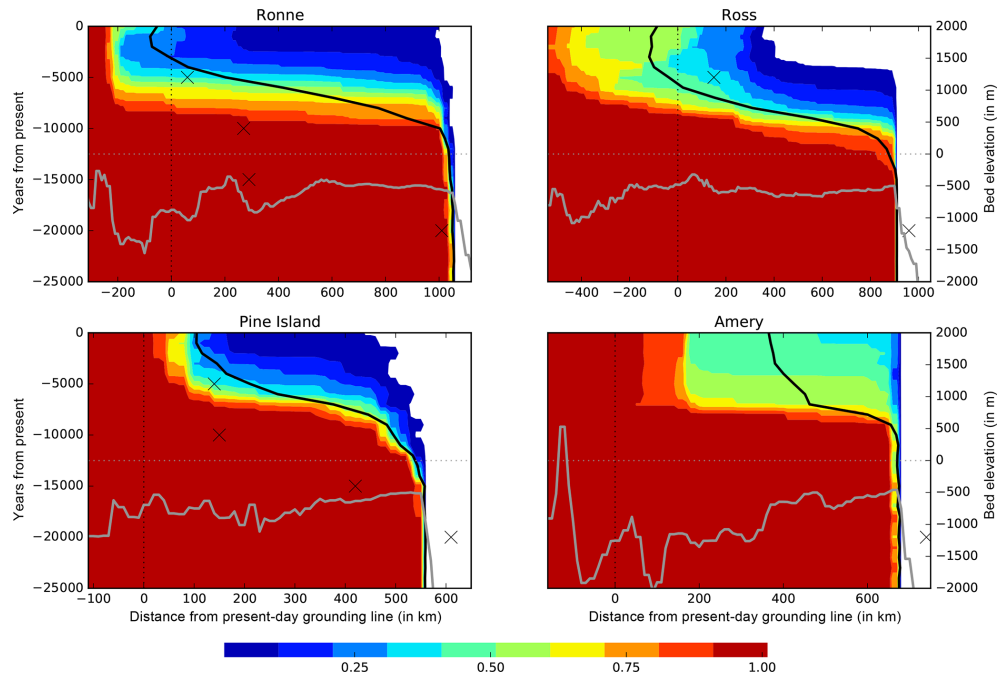 Ronne
Ross
0
−5000
−10000
−15000
−20000
−25000
Years from present
−200 0 200 400 600 800 1000
2000
1500
1000
500
0
−500
−1000
−1500
−2000
Bed elevation (in m)
−400 −200 0 200 400 600 800 1000
Pine Island
Amery
0
−5000
−10000
−15000
−20000
−25000
Years from present
−100 0 100 200 300 400 500 600
Distance from present-day grounding line (in km)
2000
1500
1000
500
0
−500
−1000
−1500
−2000
Bed elevation (in m)
0 200 400 600
Distance from present-day grounding line (in km)
0.25 0.50 0.75 1.00